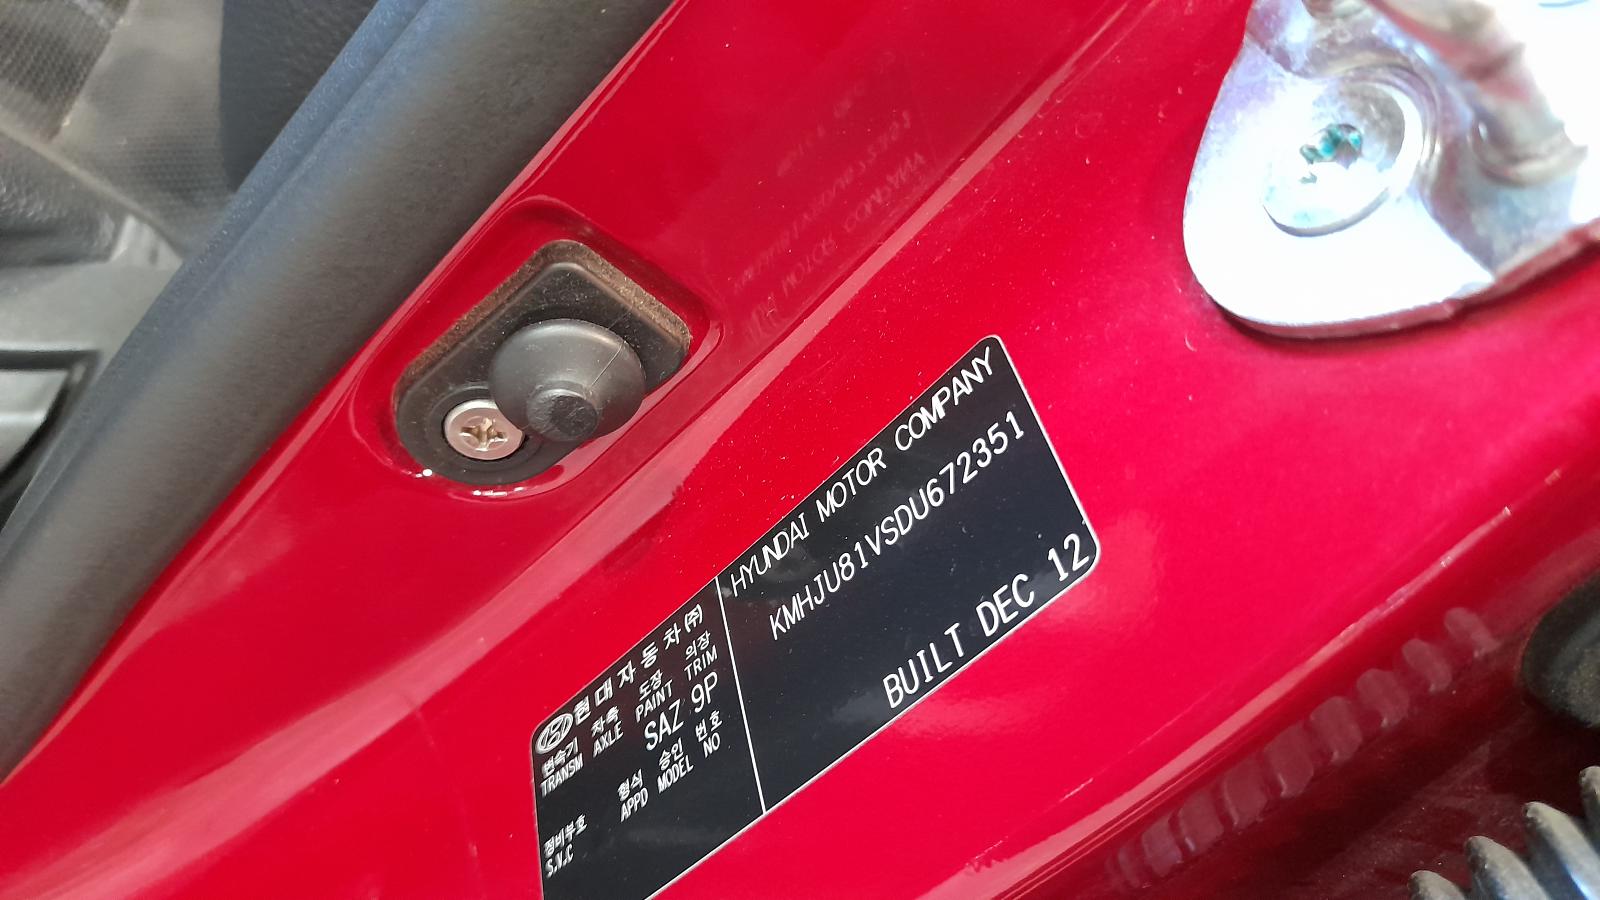 HYUNDAI MOTOR COMPANY
KMHJU81VSDU672351
BUILT DEC 12
현대자동차(주)
변속기 차축 도장 의장
TRANSM AXLE PAINT TRIM
SAZ 9P
형식 승인 번호
APPD MODEL NO
정비부호
S.V.C